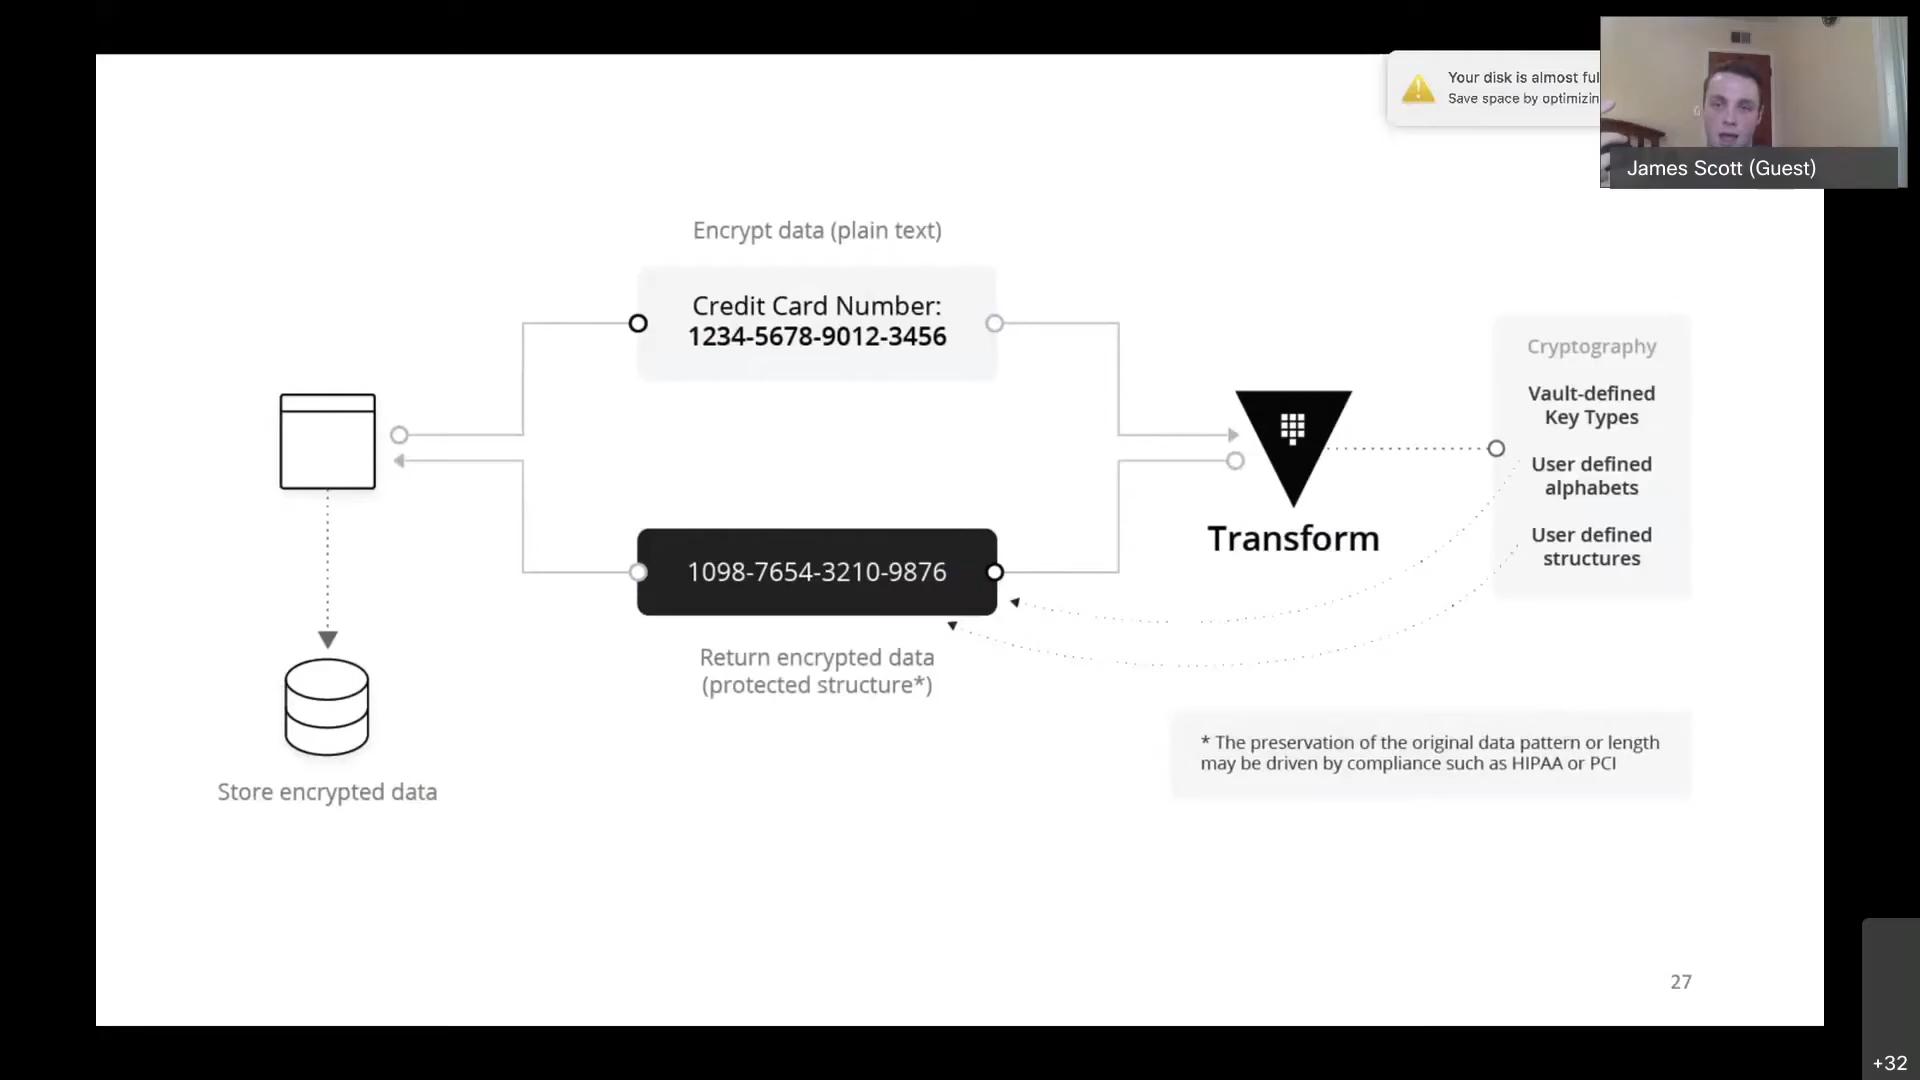 Your disk is almost ful
Save space by optimizin
James Scott (Guest)
Encrypt data (plain text)
Credit Card Number:
1234-5678-9012-3456
Cryptography
Vault-defined
Key Types
User defined
alphabets
User defined
structures
Transform
1098-7654-3210-9876
Return encrypted data
(protected structure*)
* The preservation of the original data pattern or length
may be driven by compliance such as HIPAA or PCI
Store encrypted data
27
+32